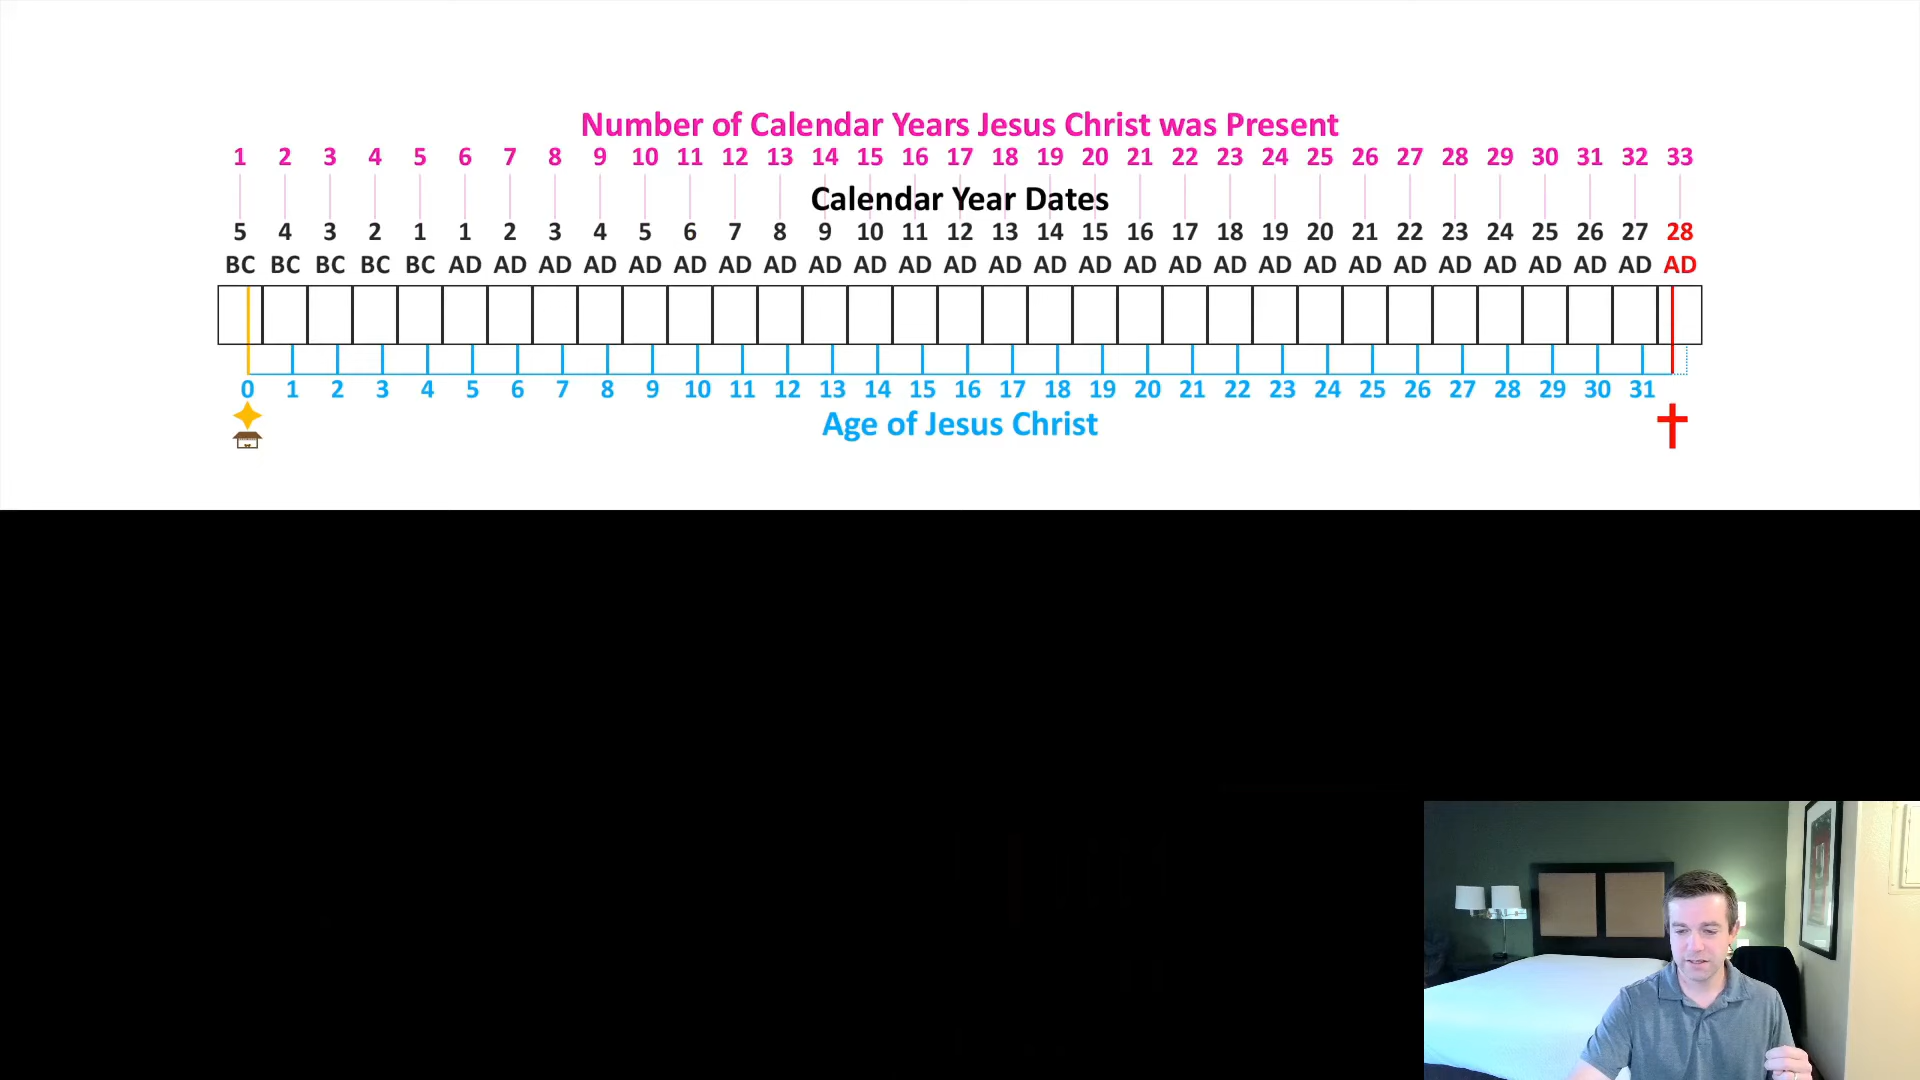 Number of Calendar Years Jesus Christ was Present
1 2 3 4 5 6 7 8 9 10 11 12 13 14 15 16 17 18 19 20 21 22 23 24 25 26 27 28 29 30 31 32 33
Calendar Year Dates
5 4 3 2 1 1 2 3 4 5 6 7 8 9 10 11 12 13 14 15 16 17 18 19 20 21 22 23 24 25 26 27 28
BC BC BC BC BC AD AD AD AD AD AD AD AD AD AD AD AD AD AD AD AD AD AD AD AD AD AD AD AD AD AD AD AD
0 1 2 3 4 5 6 7 8 9 10 11 12 13 14 15 16 17 18 19 20 21 22 23 24 25 26 27 28 29 30 31
Age of Jesus Christ